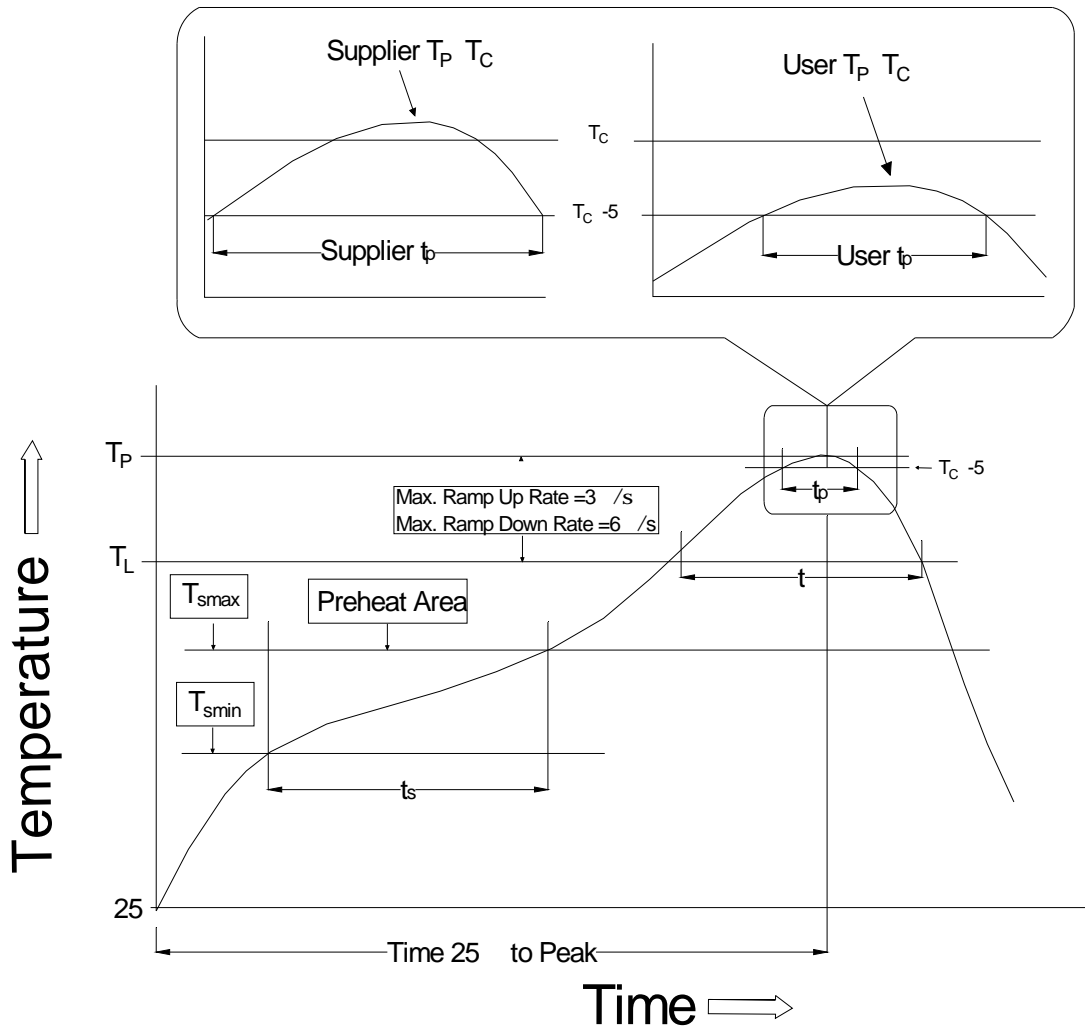 Supplier TP TC
User TP TC
TC
TC -5
Supplier tp
User tp
TP
TC -5
tp
Max. Ramp Up Rate =3 /s
Max. Ramp Down Rate =6 /s
TL
t
Tsmax
Preheat Area
Tsmin
ts
Temperature
25
Time 25 to Peak
Time